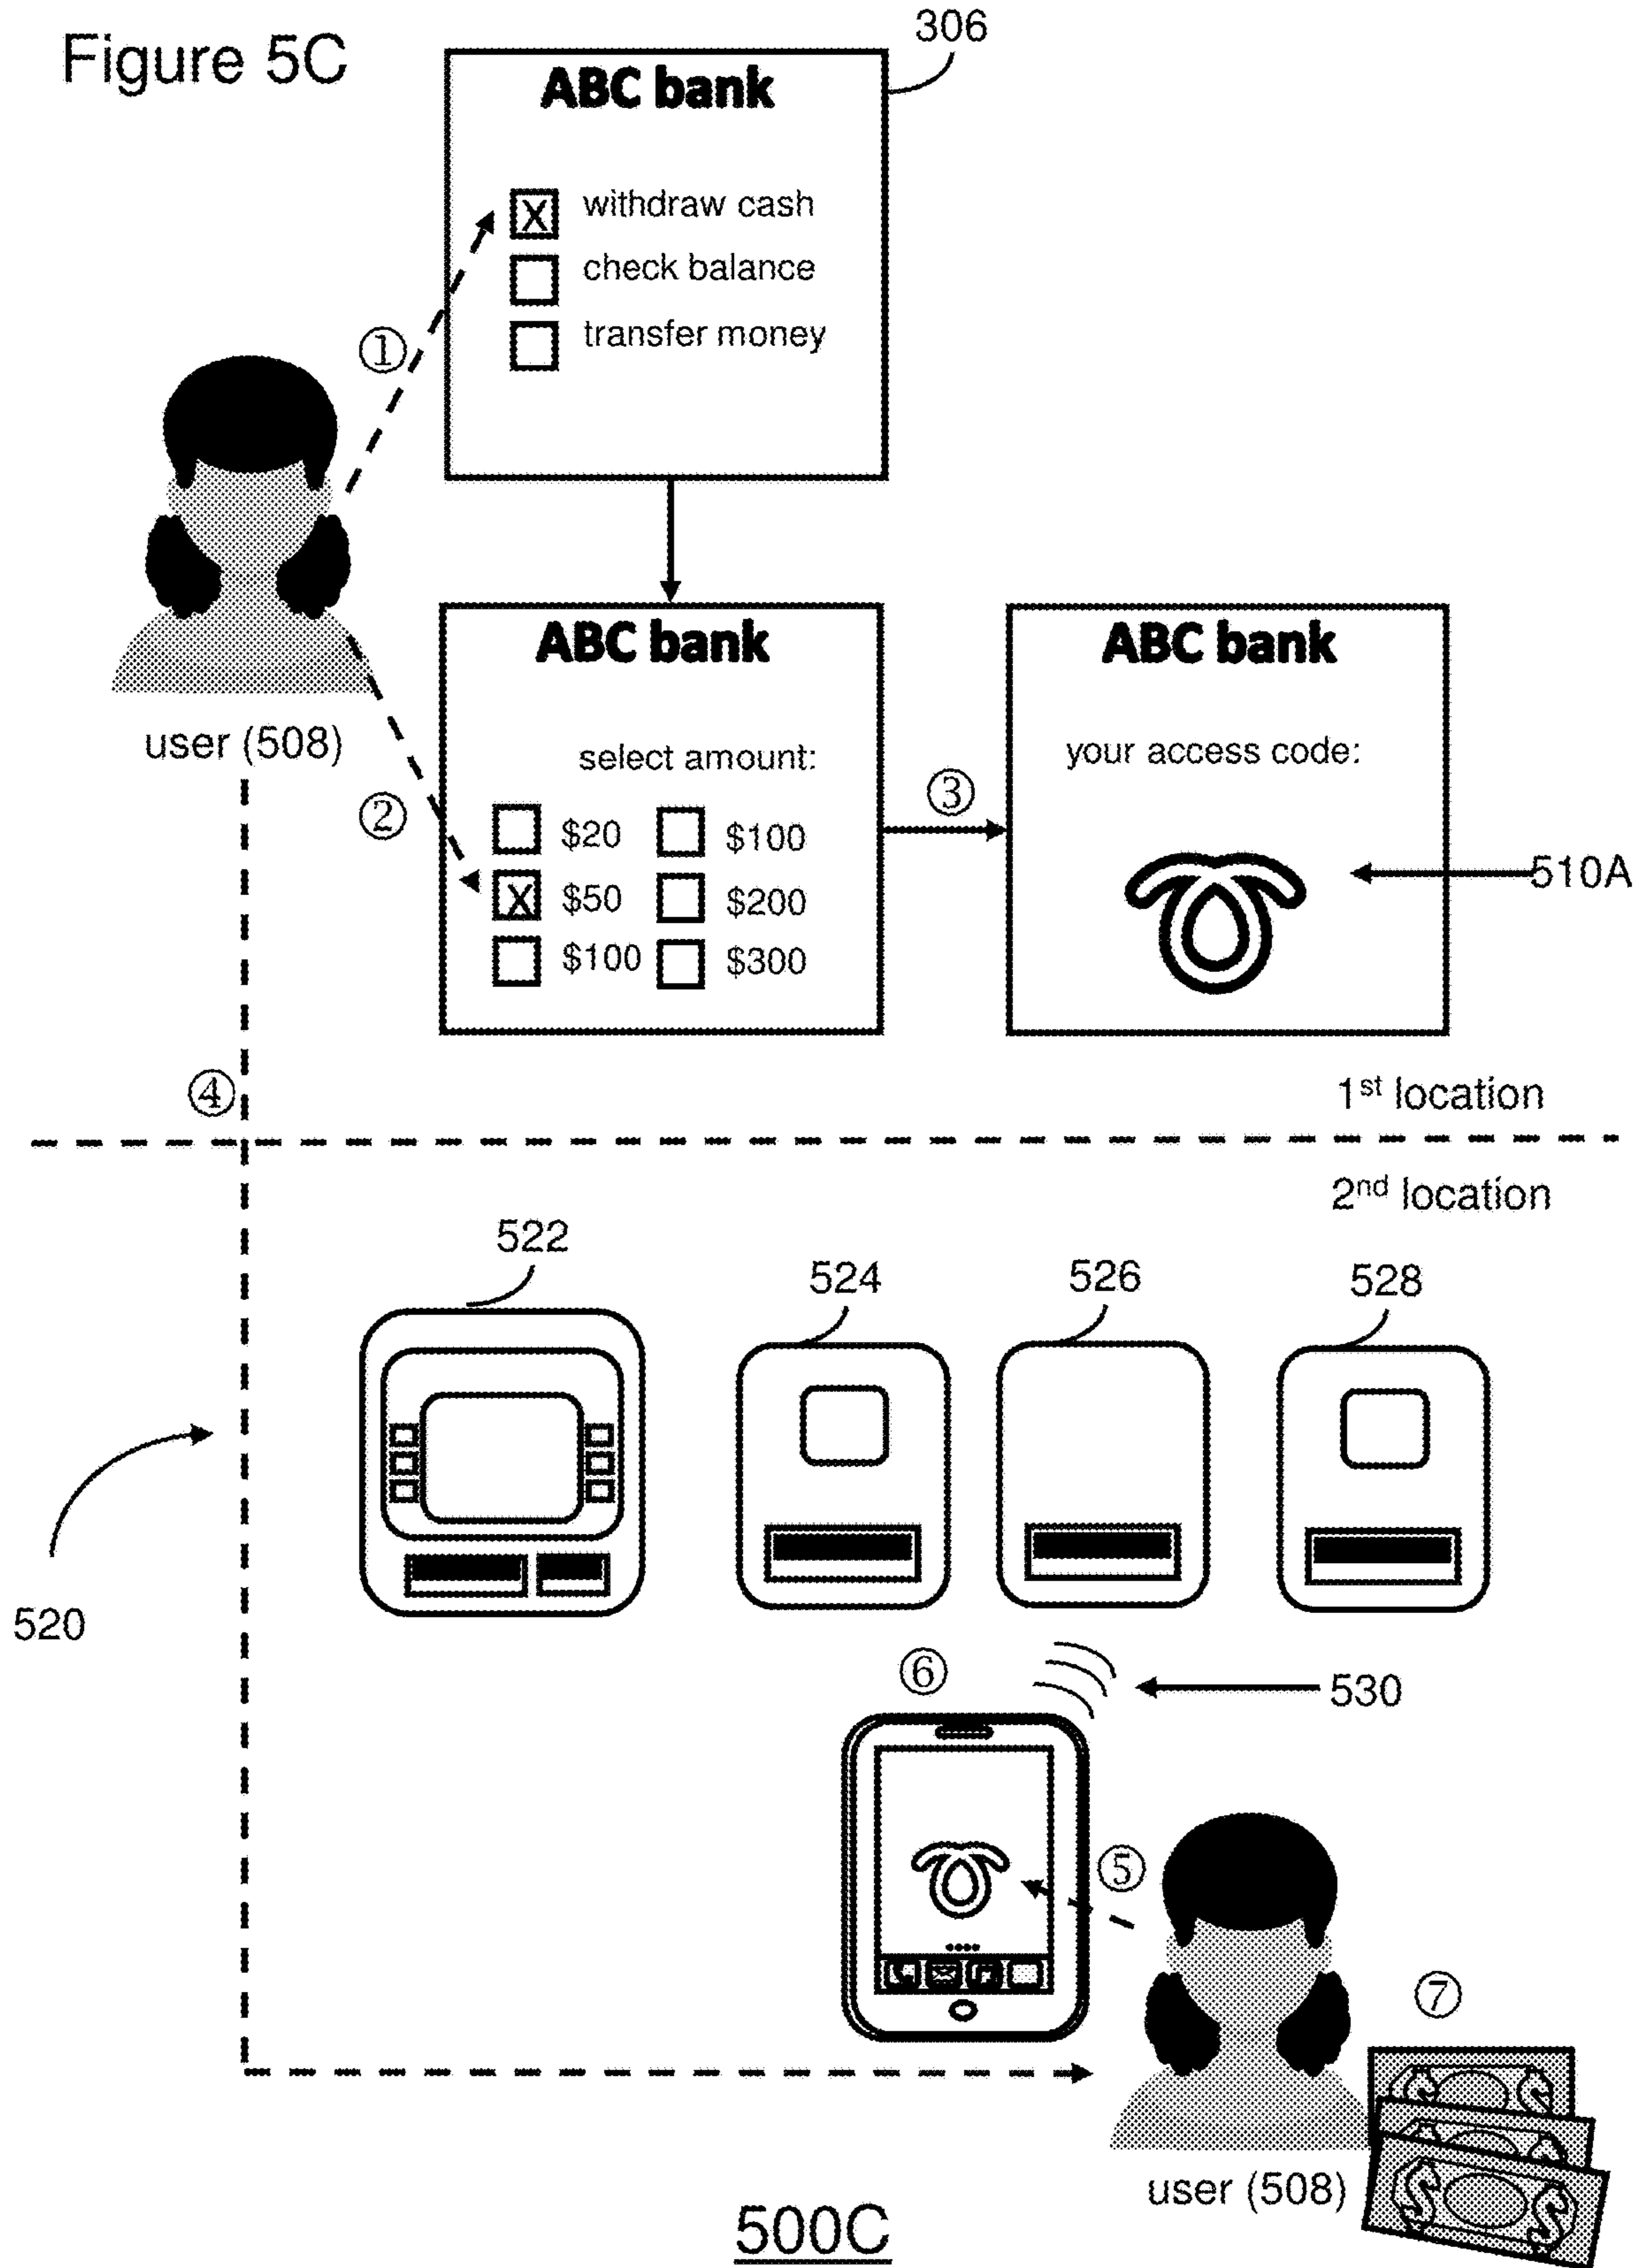 Figure 5C
306
ABC bank
X withdraw cash
check balance
transfer money
①
user (508)
ABC bank
select amount:
②
$20 $100
X $50 $200
$100 $300
③
ABC bank
your access code:
510A
④
1st location
2nd location
522
524
526
528
520
⑥
530
⑤
⑦
user (508)
500C